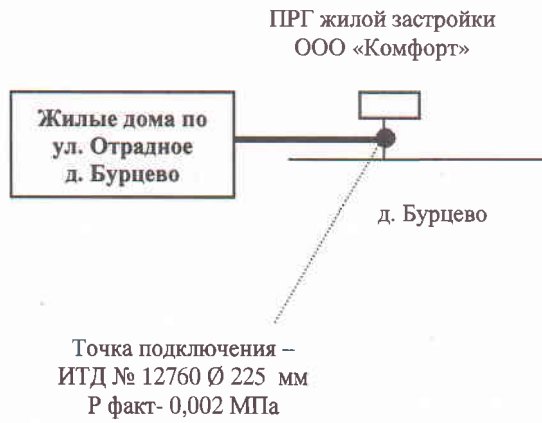 ПРГ жилой застройки
ООО «Комфорт»
Жилые дома по
ул. Отрадное
д. Бурцево
д. Бурцево
Точка подключения –
ИТД № 12760 Ø 225 мм
Р факт- 0,002 МПа